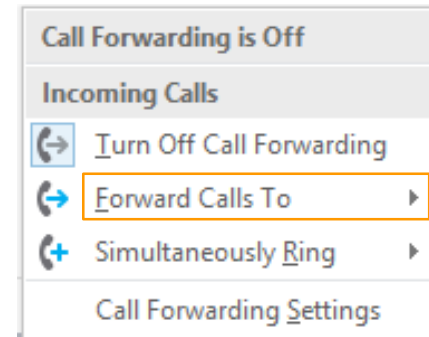 Call Forwarding is Off
Incoming Calls
Turn Off Call Forwarding
Forward Calls To
Simultaneously Ring
Call Forwarding Settings